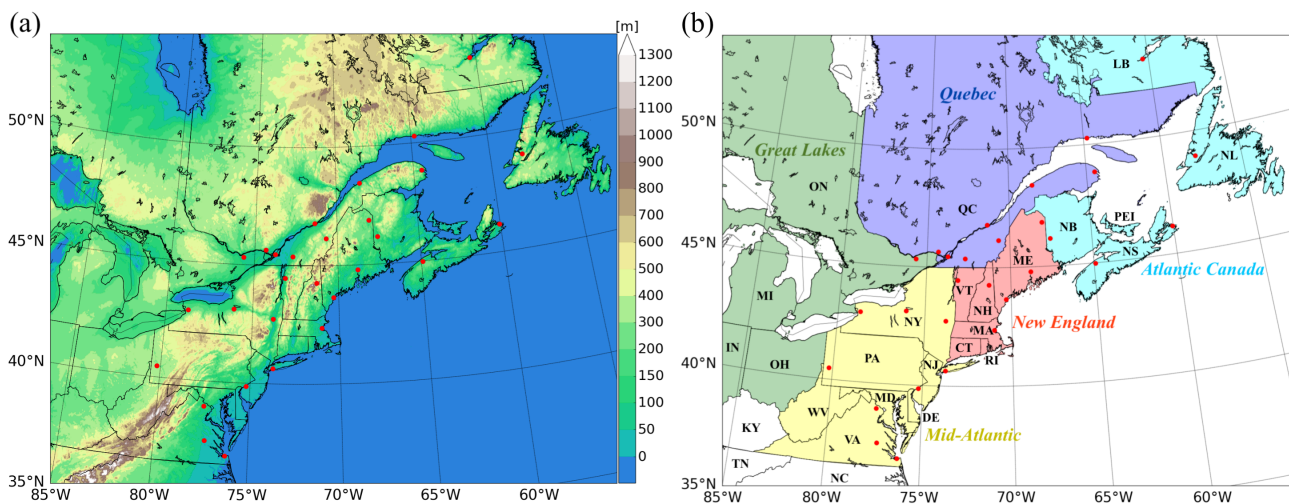 (a)
[m]
1300
1200
1100
1000
900
800
700
600
500
400
300
200
150
100
50
0
50°N
45°N
40°N
35°N
85°W
80°W
75°W
70°W
65°W
60°W
(b)
50°N
45°N
40°N
35°N
85°W
80°W
75°W
70°W
65°W
60°W
LB
Quebec
Great Lakes
ON
NL
QC
PEI
NB
NS
ME
Atlantic Canada
MI
VT
NH
NY
New England
MA
IN
OH
PA
CT
RI
NJ
MD
WV
DE
KY
VA
Mid-Atlantic
TN
NC